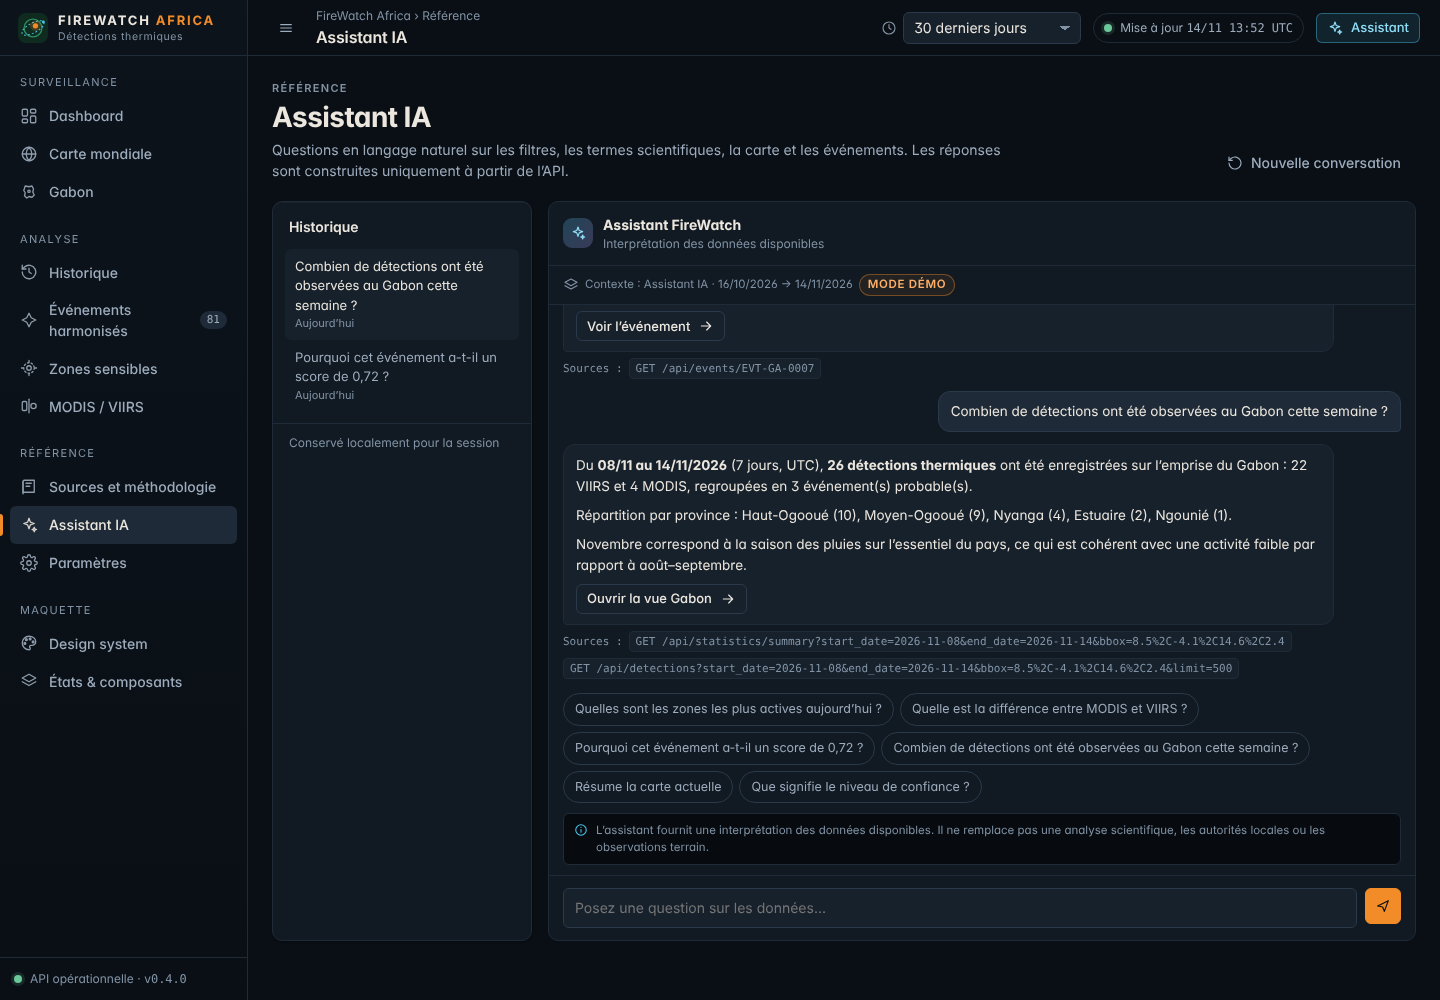 FIREWATCH AFRICA
Détections thermiques
SURVEILLANCE
Dashboard
Carte mondiale
Gabon
ANALYSE
Historique
Événements
harmonisés
81
Zones sensibles
MODIS / VIIRS
RÉFÉRENCE
Sources et méthodologie
Assistant IA
Paramètres
MAQUETTE
Design system
États & composants
API opérationnelle · v0.4.0
FireWatch Africa › Référence
Assistant IA
30 derniers jours
Mise à jour 14/11 13:52 UTC
Assistant
RÉFÉRENCE
Assistant IA
Questions en langage naturel sur les filtres, les termes scientifiques, la carte et les événements. Les réponses
sont construites uniquement à partir de l’API.
Nouvelle conversation
Historique
Combien de détections ont été
observées au Gabon cette
semaine ?
Aujourd’hui
Pourquoi cet événement a-t-il un
score de 0,72 ?
Aujourd’hui
Conservé localement pour la session
Assistant FireWatch
Interprétation des données disponibles
Contexte : Assistant IA · 16/10/2026 → 14/11/2026 MODE DÉMO
Voir l’événement →
Sources : GET /api/events/EVT-GA-0007
Combien de détections ont été observées au Gabon cette semaine ?
Du 08/11 au 14/11/2026 (7 jours, UTC), 26 détections thermiques ont été enregistrées sur l’emprise du Gabon : 22
VIIRS et 4 MODIS, regroupées en 3 événement(s) probable(s).
Répartition par province : Haut-Ogooué (10), Moyen-Ogooué (9), Nyanga (4), Estuaire (2), Ngounié (1).
Novembre correspond à la saison des pluies sur l’essentiel du pays, ce qui est cohérent avec une activité faible par
rapport à août–septembre.
Ouvrir la vue Gabon →
Sources : GET /api/statistics/summary?start_date=2026-11-08&end_date=2026-11-14&bbox=8.5%2C-4.1%2C14.6%2C2.4
GET /api/detections?start_date=2026-11-08&end_date=2026-11-14&bbox=8.5%2C-4.1%2C14.6%2C2.4&limit=500
Quelles sont les zones les plus actives aujourd’hui ?
Quelle est la différence entre MODIS et VIIRS ?
Pourquoi cet événement a-t-il un score de 0,72 ?
Combien de détections ont été observées au Gabon cette semaine ?
Résume la carte actuelle
Que signifie le niveau de confiance ?
L’assistant fournit une interprétation des données disponibles. Il ne remplace pas une analyse scientifique, les autorités locales ou les
observations terrain.
Posez une question sur les données…